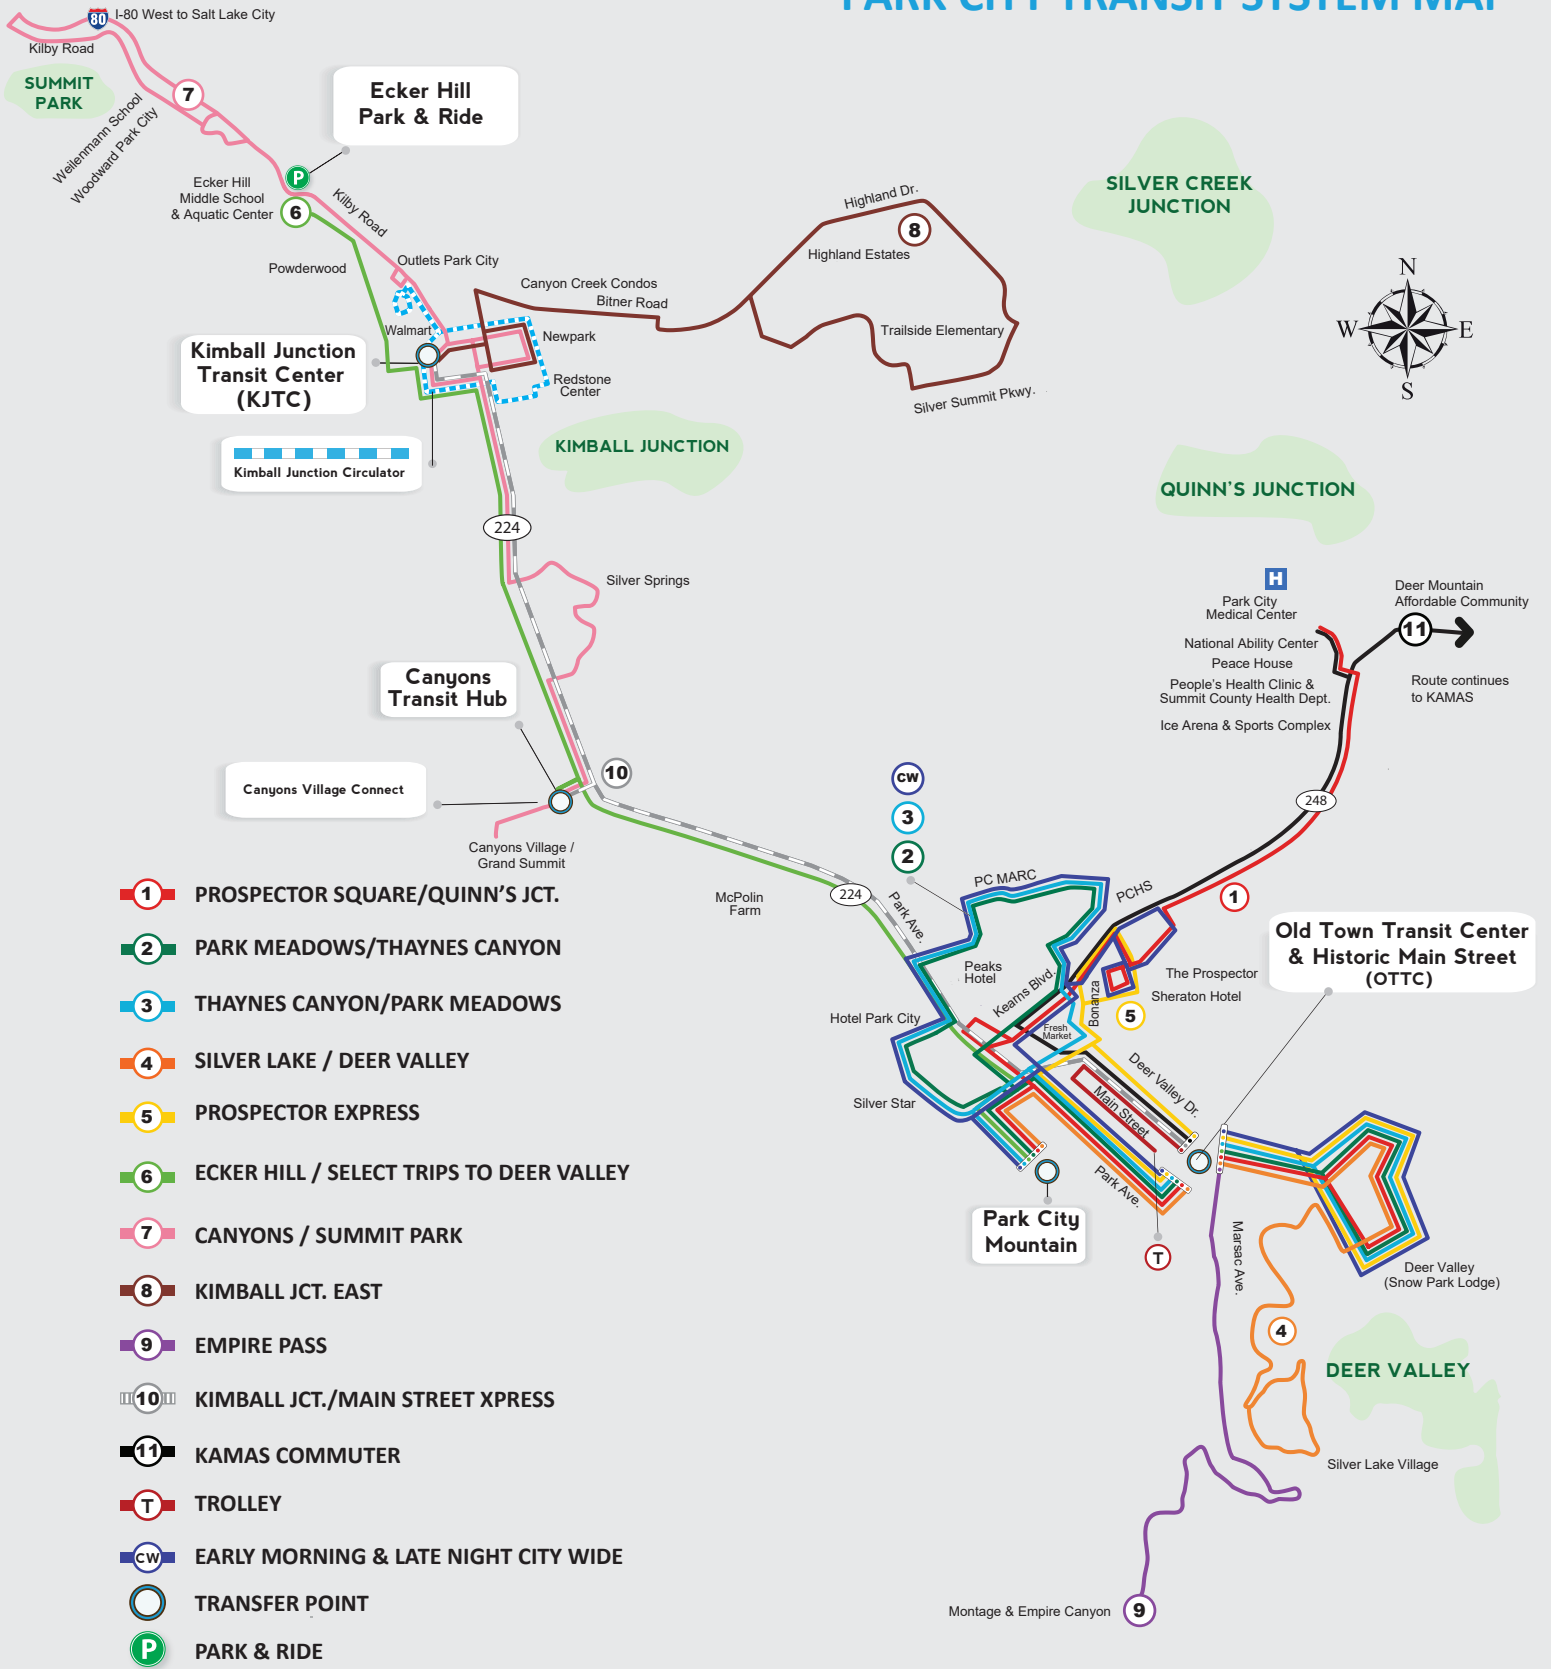 PARK CITY TRANSIT SYSTEM MAP
80
I-80 West to Salt Lake City
Kilby Road
SUMMIT
PARK
7
Weilenmann School
Woodward Park City
Ecker Hill
Park & Ride
P
Ecker Hill
Middle School
& Aquatic Center
6
Kilby Road
Powderwood
Outlets Park City
Walmart
Canyon Creek Condos
Bitner Road
Highland Dr.
8
Highland Estates
Trailside Elementary
Silver Summit Pkwy.
Newpark
Redstone
Center
SILVER CREEK
JUNCTION
N
W
E
S
Kimball Junction
Transit Center
(KJTC)
Kimball Junction Circulator
KIMBALL JUNCTION
QUINN'S JUNCTION
224
Silver Springs
H
Park City
Medical Center
National Ability Center
Peace House
People's Health Clinic &
Summit County Health Dept.
Ice Arena & Sports Complex
Deer Mountain
Affordable Community
11
Route continues
to KAMAS
248
Canyons
Transit Hub
10
Canyons Village Connect
Canyons Village /
Grand Summit
CW
3
2
McPolin
Farm
224
Park Ave.
PC MARC
PCHS
1
Peaks
Hotel
Kearns Blvd.
Bonanza
The Prospector
Sheraton Hotel
5
Hotel Park City
Fresh
Market
Deer Valley Dr.
Main Street
Silver Star
Park Ave.
Old Town Transit Center
& Historic Main Street
(OTTC)
Park City
Mountain
T
Marsac Ave.
Deer Valley
(Snow Park Lodge)
4
DEER VALLEY
Silver Lake Village
Montage & Empire Canyon
9
1 PROSPECTOR SQUARE/QUINN'S JCT.
2 PARK MEADOWS/THAYNES CANYON
3 THAYNES CANYON/PARK MEADOWS
4 SILVER LAKE / DEER VALLEY
5 PROSPECTOR EXPRESS
6 ECKER HILL / SELECT TRIPS TO DEER VALLEY
7 CANYONS / SUMMIT PARK
8 KIMBALL JCT. EAST
9 EMPIRE PASS
10 KIMBALL JCT./MAIN STREET XPRESS
11 KAMAS COMMUTER
T TROLLEY
CW EARLY MORNING & LATE NIGHT CITY WIDE
TRANSFER POINT
P PARK & RIDE